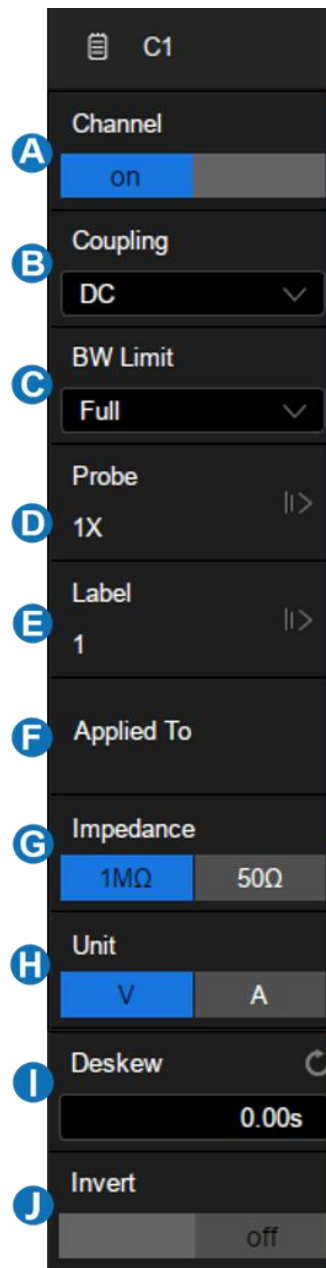 C1
A
Channel
on
B
Coupling
DC
C
BW Limit
Full
D
Probe
1X
E
Label
1
F
Applied To
G
Impedance
1MΩ 50Ω
H
Unit
V A
I
Deskew
0.00s
J
Invert
off